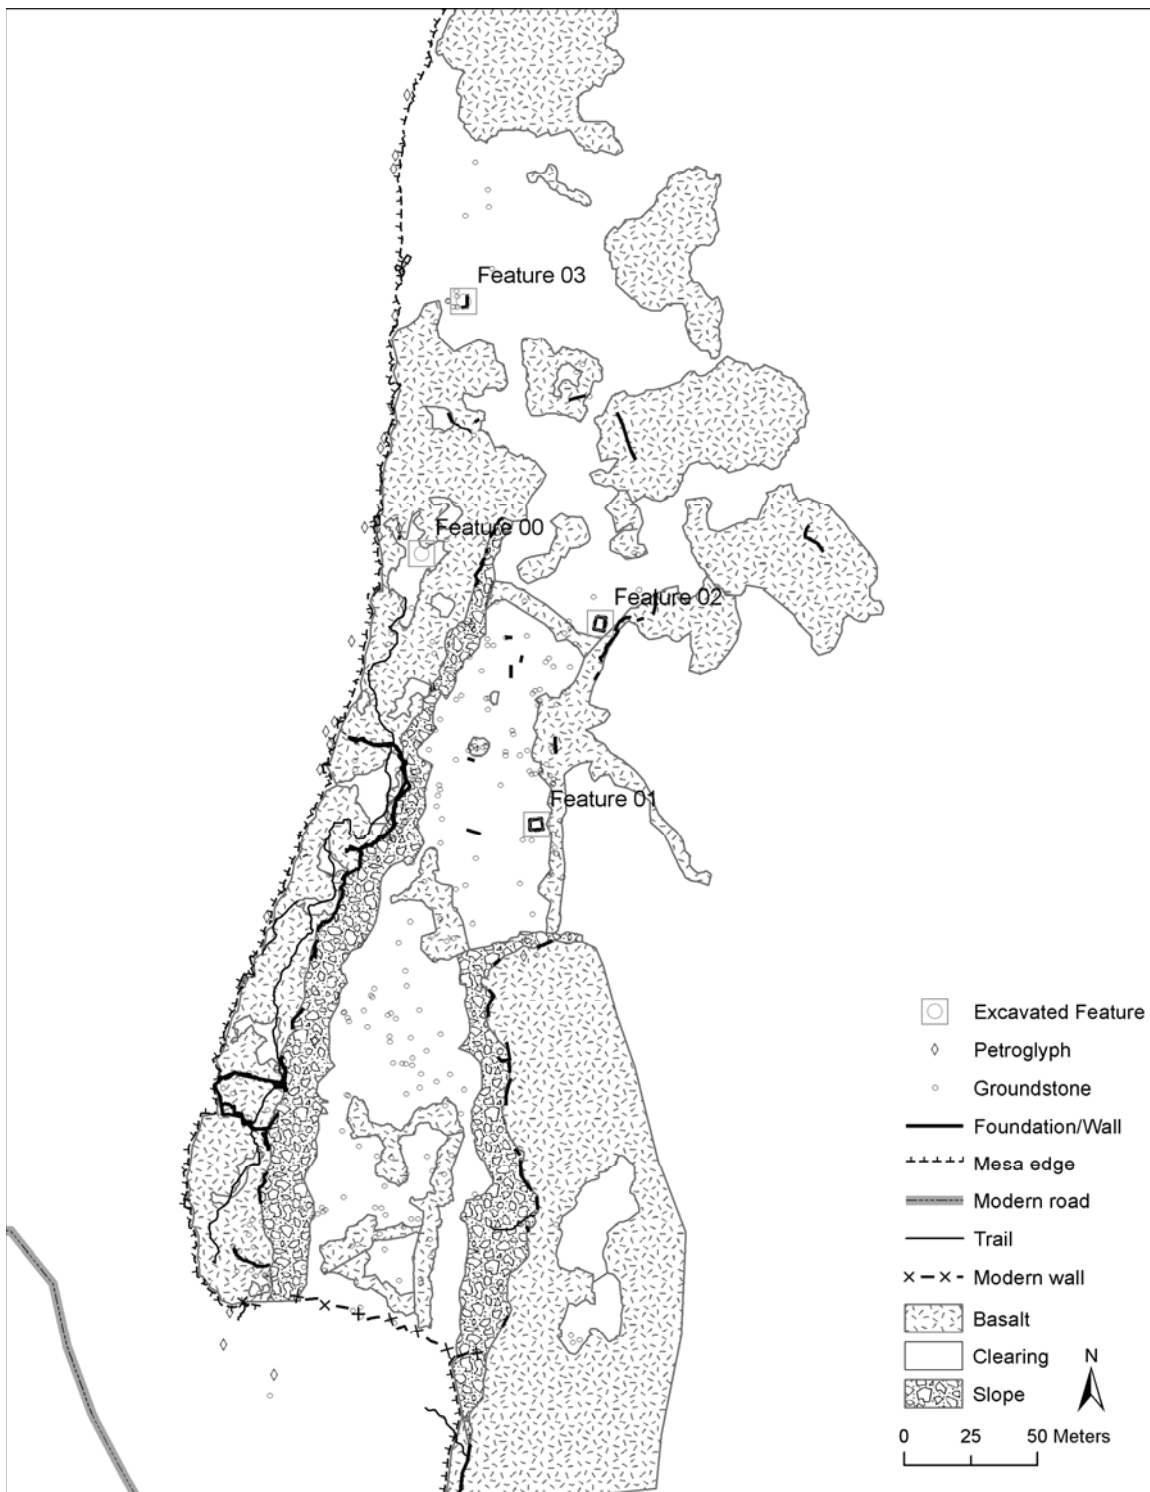 Feature 03
Feature 00
Feature 02
Feature 01
Excavated Feature
Petroglyph
Groundstone
Foundation/Wall
Mesa edge
Modern road
Trail
Modern wall
Basalt
Clearing
Slope
N
0 25 50 Meters